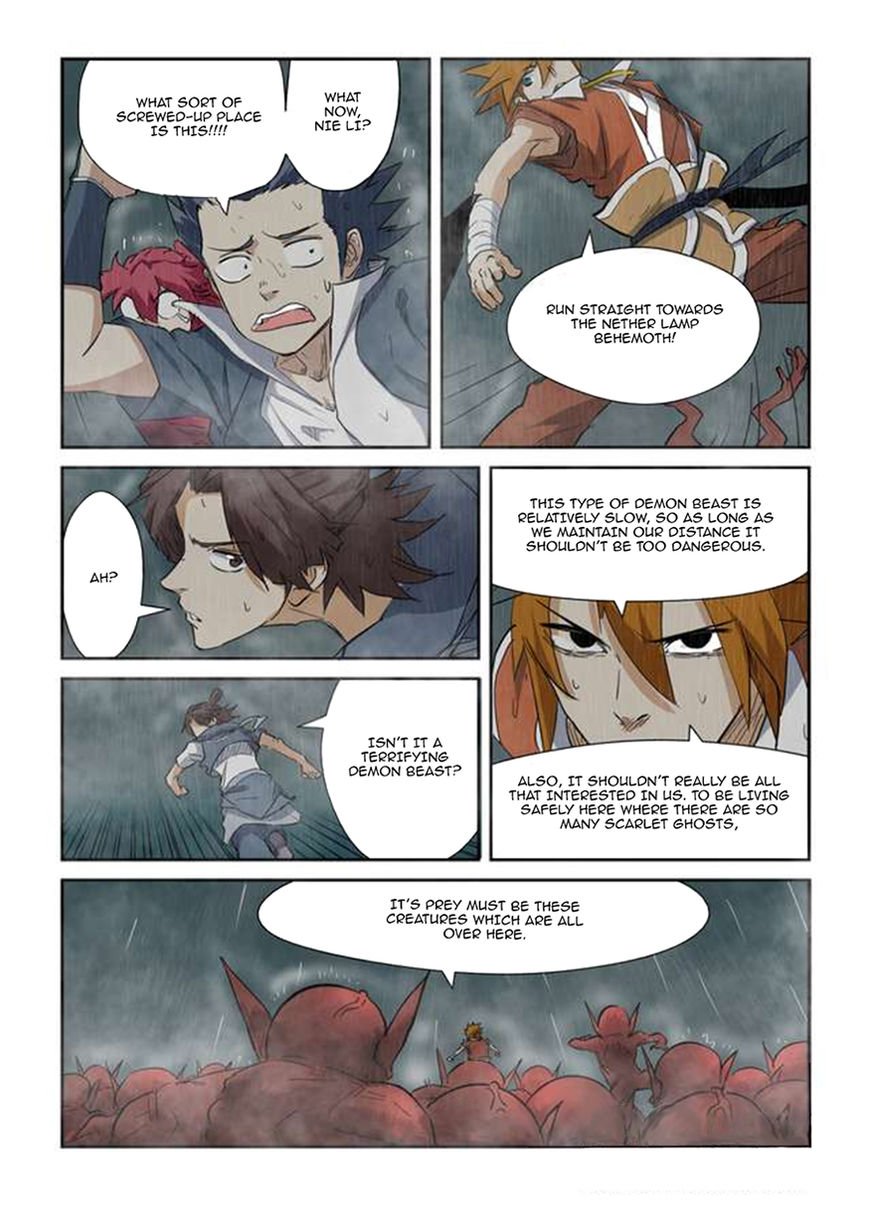 WHAT SORT OF
SCREWED-UP PLACE
IS THIS!!!!
WHAT
NOW,
NIE LI?
RUN STRAIGHT TOWARDS
THE NETHER LAMP
BEHEMOTH!
AH?
THIS TYPE OF DEMON BEAST IS
RELATIVELY SLOW, SO AS LONG AS
WE MAINTAIN OUR DISTANCE IT
SHOULDN'T BE TOO DANGEROUS.
ISN'T IT A
TERRIFYING
DEMON BEAST?
ALSO, IT SHOULDN'T REALLY BE ALL
THAT INTERESTED IN US. TO BE LIVING
SAFELY HERE WHERE THERE ARE SO
MANY SCARLET GHOSTS,
IT'S PREY MUST BE THESE
CREATURES WHICH ARE ALL
OVER HERE.